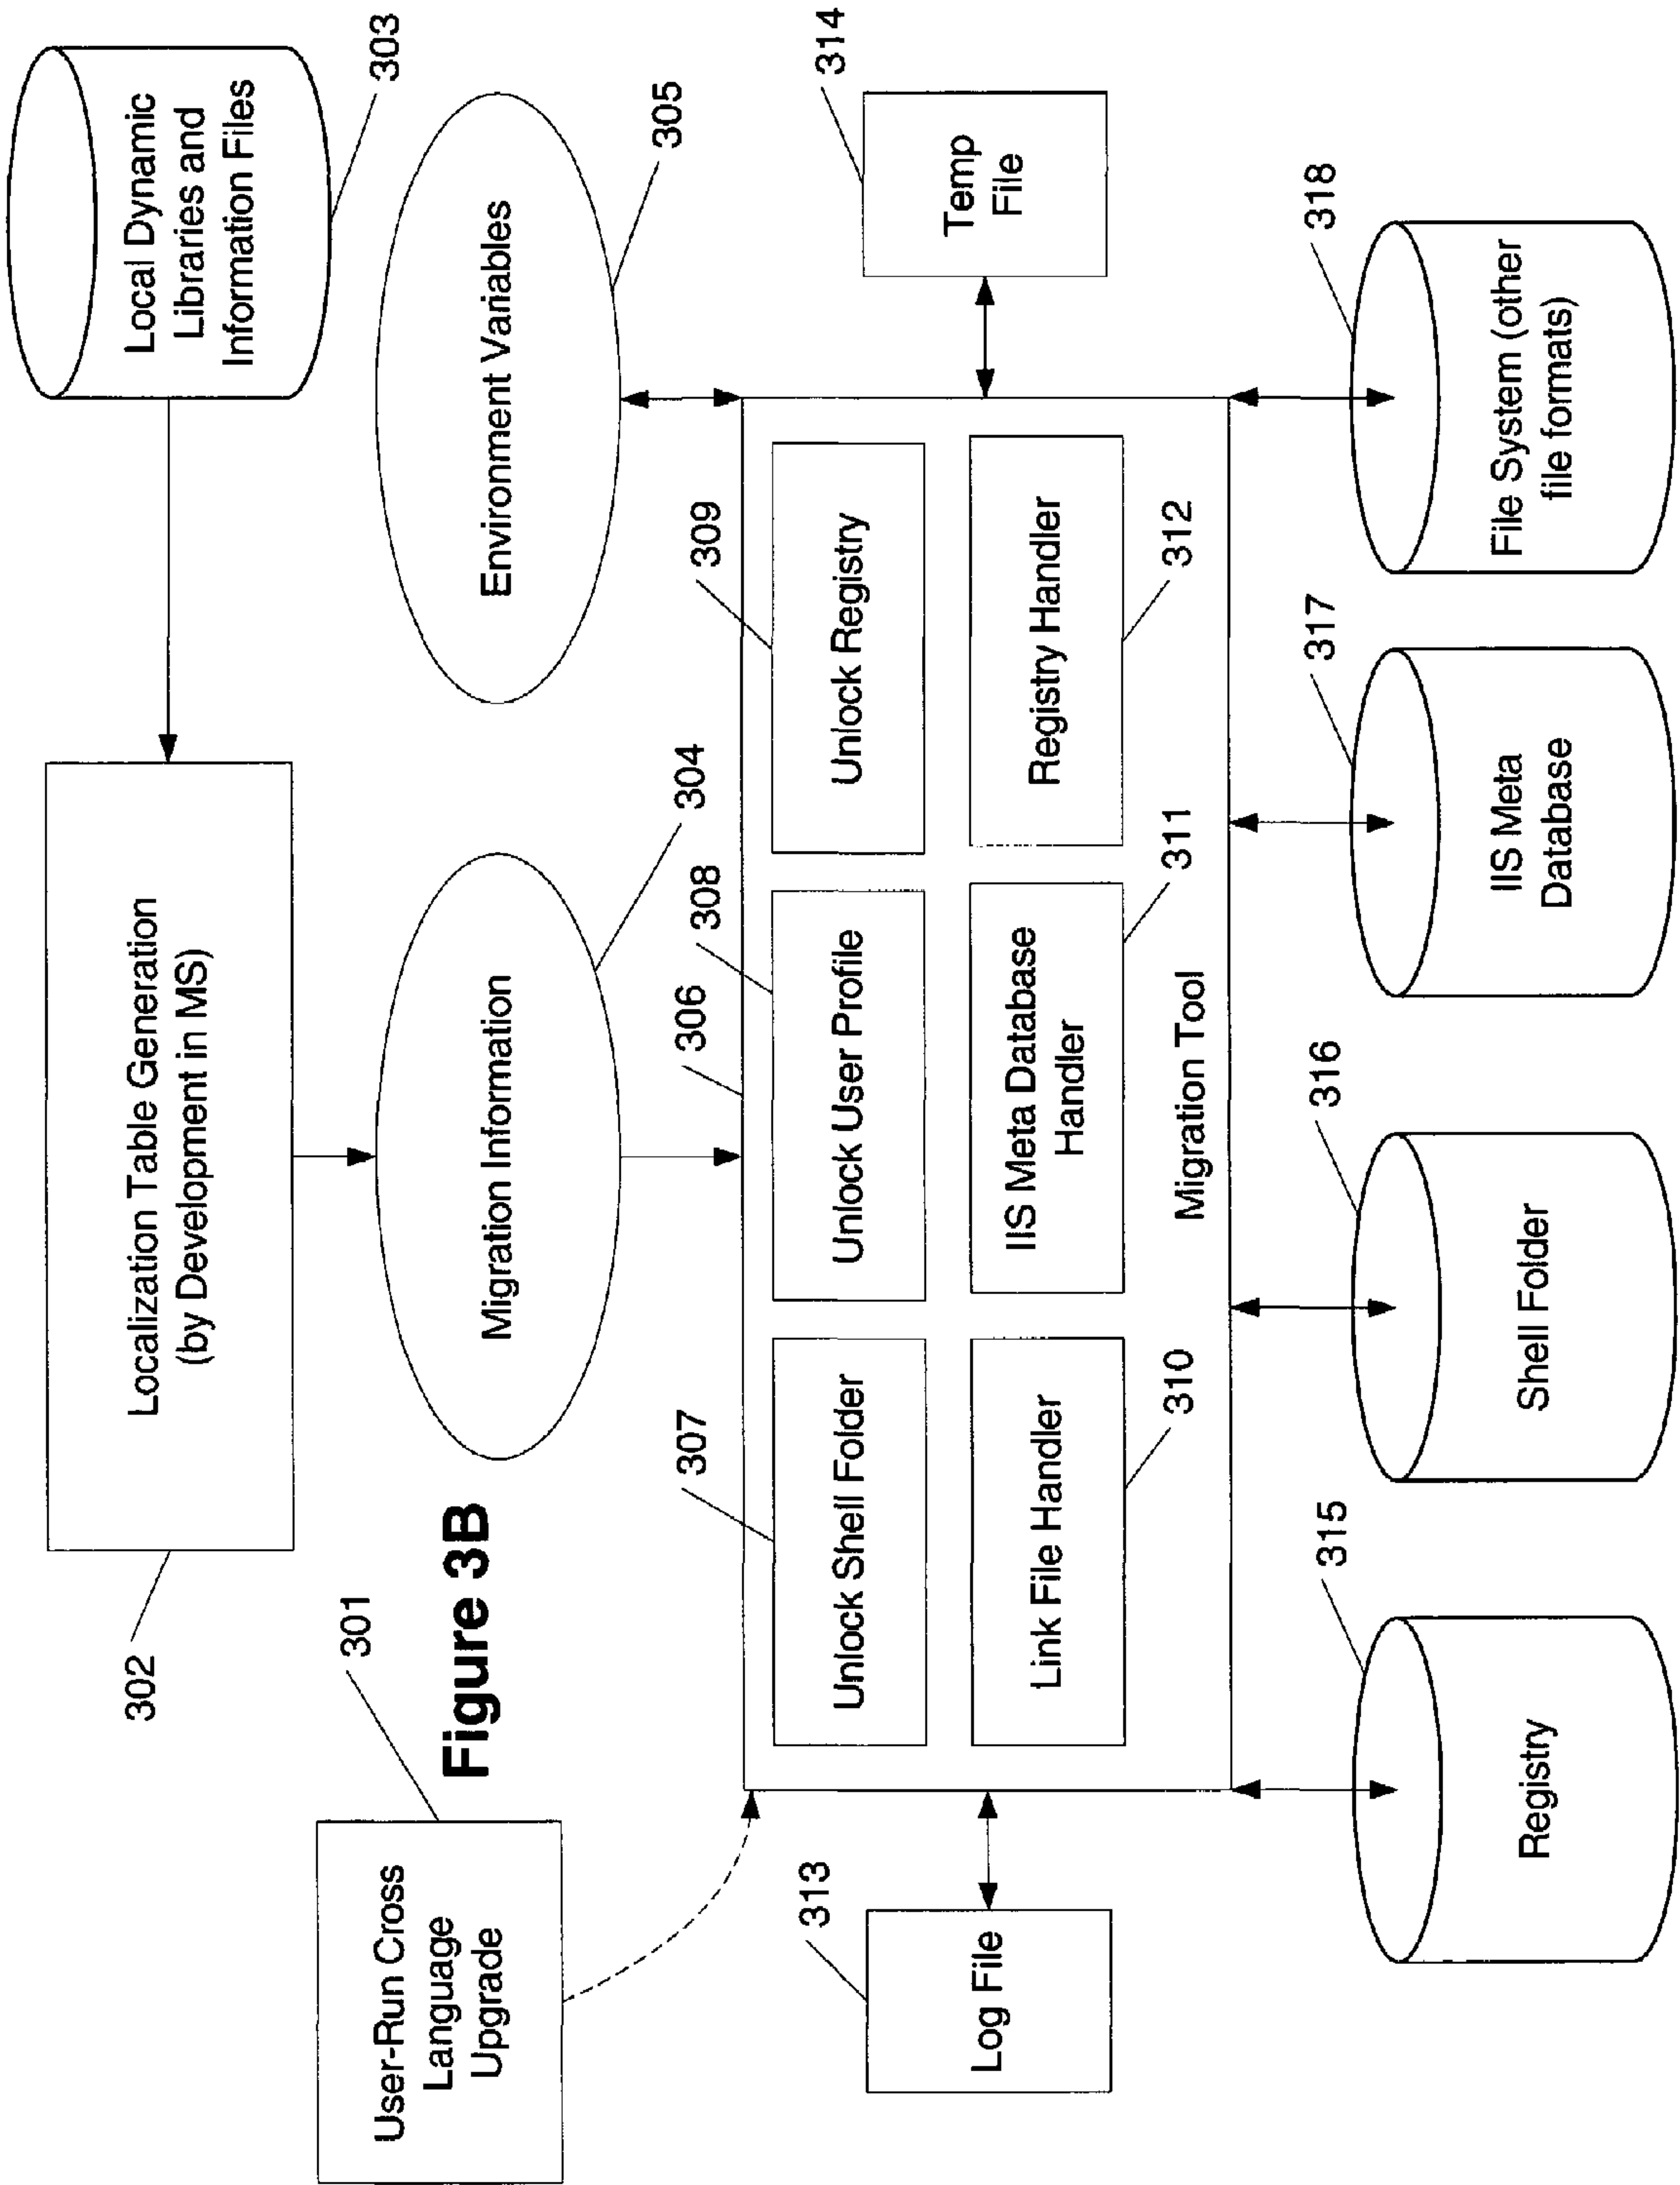 302
Localization Table Generation
(by Development in MS)
Local Dynamic
Libraries and
Information Files
303
301
User-Run Cross
Language
Upgrade
Figure 3B
Migration Information
304
Environment Variables
305
306
307
Unlock Shell Folder
308
Unlock User Profile
309
Unlock Registry
Link File Handler
310
IIS Meta Database
Handler
311
Registry Handler
312
Migration Tool
313
Log File
314
Temp
File
315
Registry
316
Shell Folder
317
IIS Meta
Database
318
File System (other
file formats)